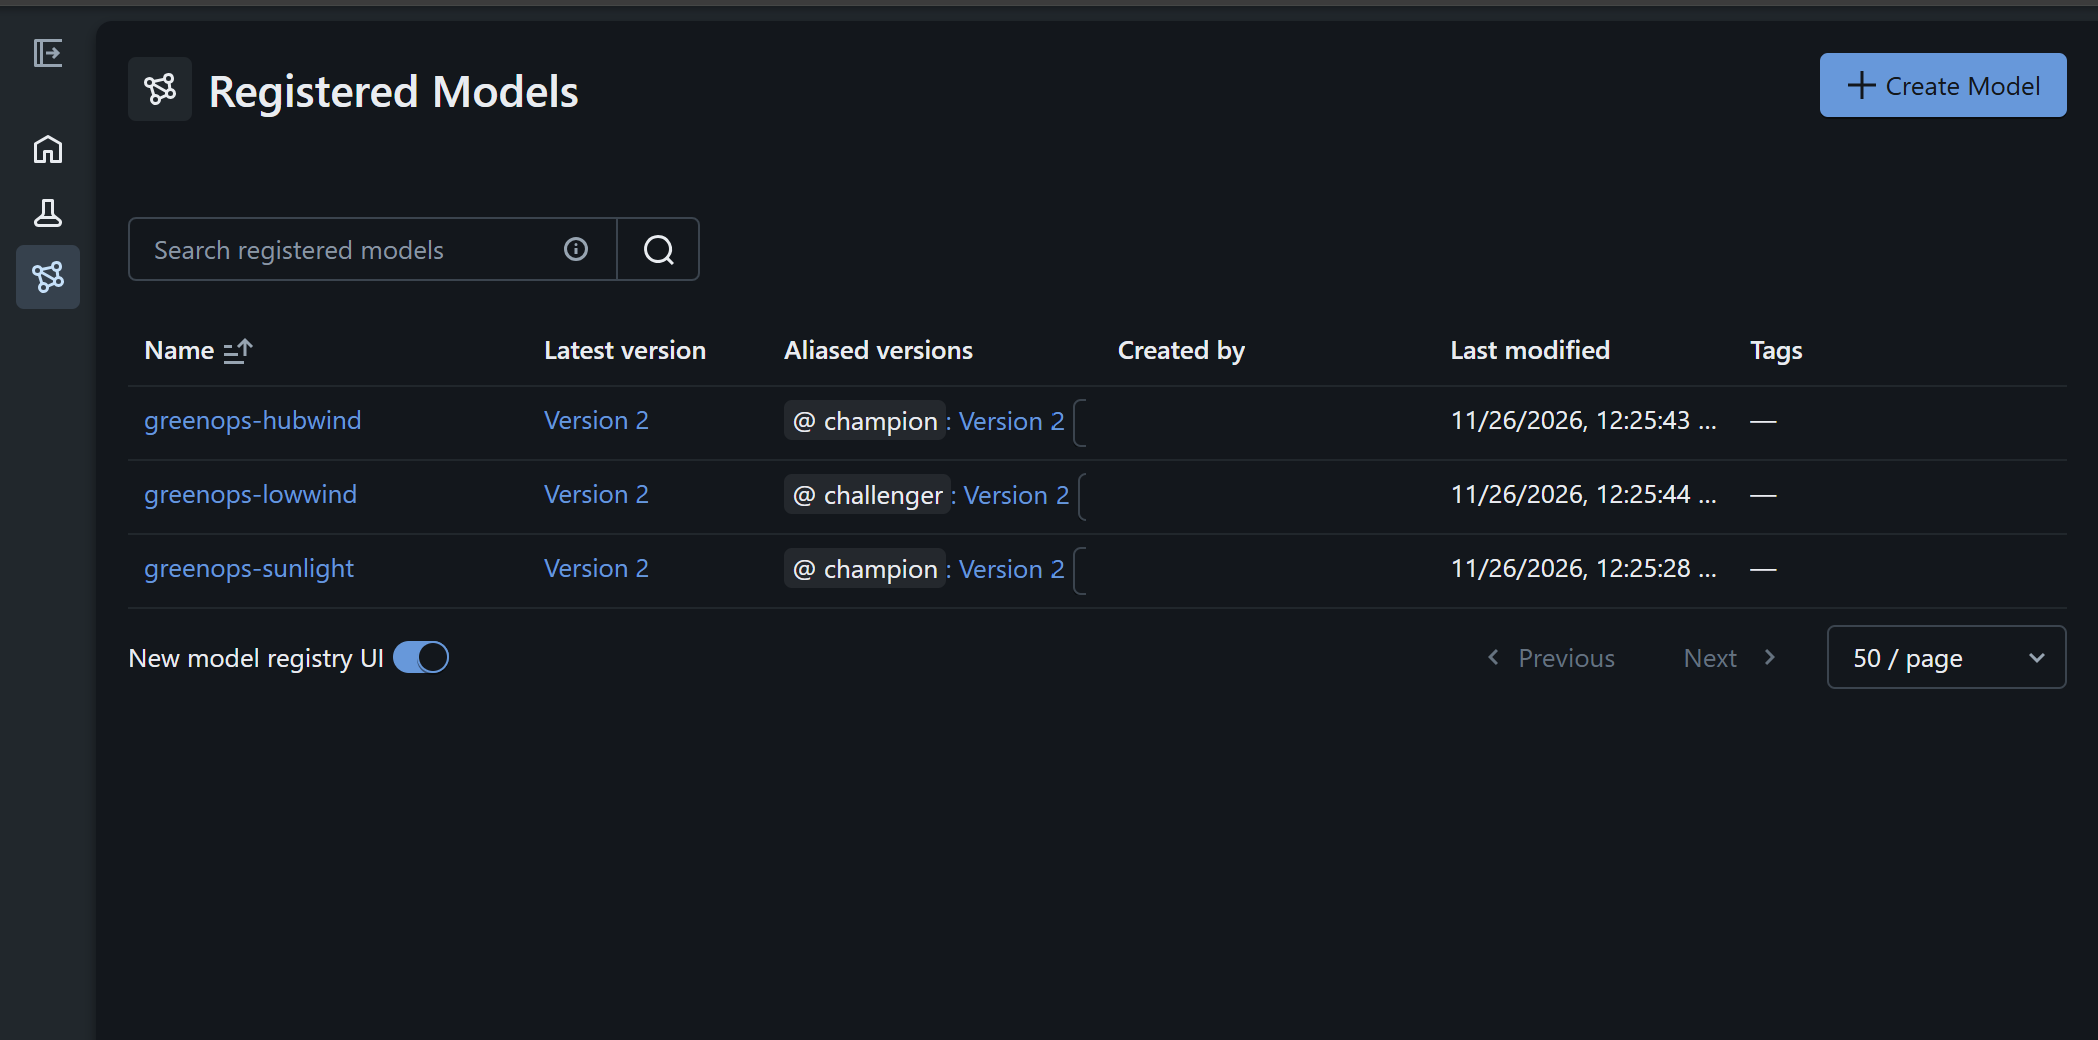 Registered Models
+ Create Model
Search registered models
Name Latest version Aliased versions Created by Last modified Tags
greenops-hubwind Version 2 @ champion : Version 2 11/26/2026, 12:25:43 ... —
greenops-lowwind Version 2 @ challenger : Version 2 11/26/2026, 12:25:44 ... —
greenops-sunlight Version 2 @ champion : Version 2 11/26/2026, 12:25:28 ... —
New model registry UI Previous Next 50 / page